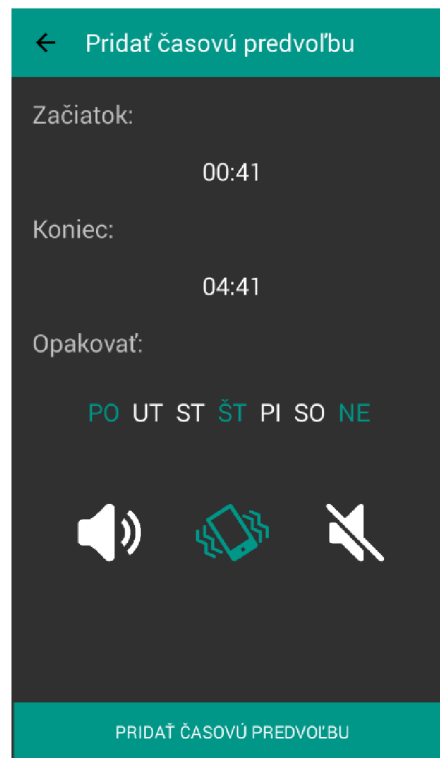 Pridať časovú predvoľbu
Začiatok:
00:41
Koniec:
04:41
Opakovať:
PO UT ST ŠT PI SO NE
PRIDAŤ ČASOVÚ PREDVOĽBU